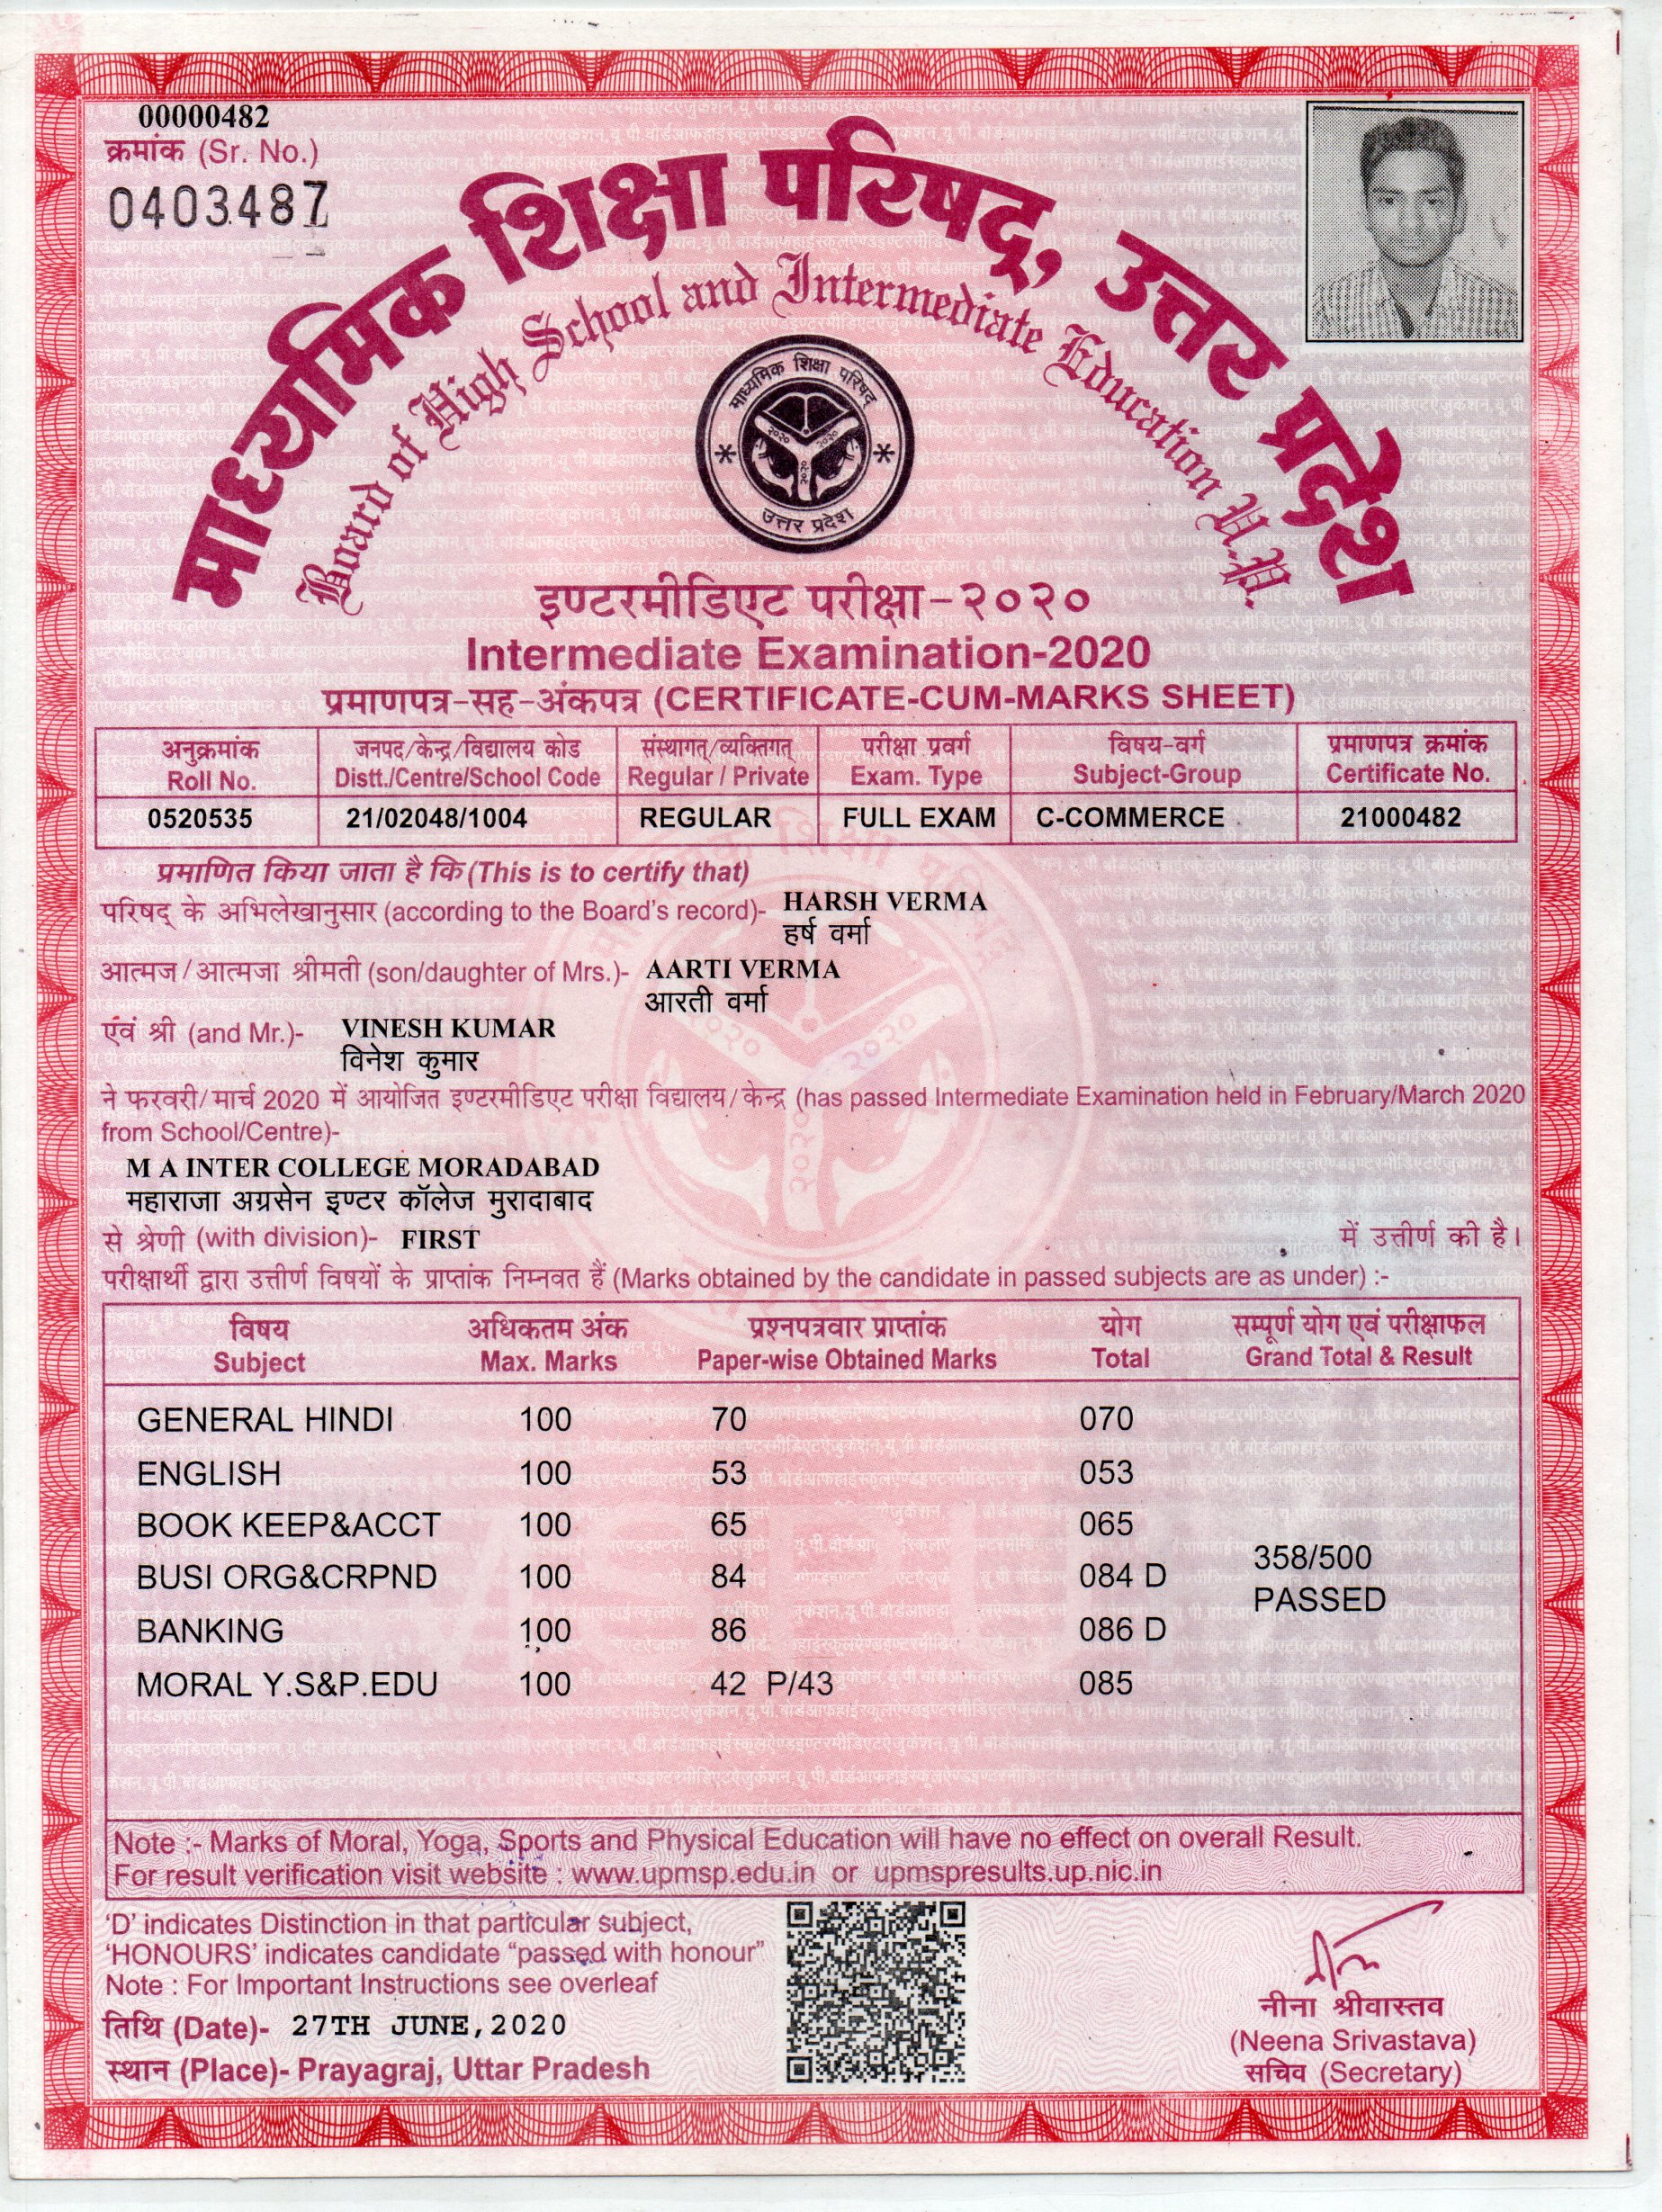 00000482
क्रमांक (Sr. No.)
0403487
माध्यमिक शिक्षा परिषद्, उत्तर प्रदेश
Board of High School and Intermediate Education U.P.
माध्यमिक शिक्षा परिषद्
२०२० २०२०
२०२०
उत्तर प्रदेश
इण्टरमीडिएट परीक्षा-२०२०
Intermediate Examination-2020
प्रमाणपत्र-सह-अंकपत्र (CERTIFICATE-CUM-MARKS SHEET)
अनुक्रमांक जनपद/केन्द्र/विद्यालय कोड संस्थागत्/व्यक्तिगत् परीक्षा प्रवर्ग विषय-वर्ग प्रमाणपत्र क्रमांक
Roll No. Distt./Centre/School Code Regular / Private Exam. Type Subject-Group Certificate No.
0520535 21/02048/1004 REGULAR FULL EXAM C-COMMERCE 21000482
प्रमाणित किया जाता है कि (This is to certify that)
परिषद् के अभिलेखानुसार (according to the Board's record)- HARSH VERMA
हर्ष वर्मा
आत्मज/आत्मजा श्रीमती (son/daughter of Mrs.)- AARTI VERMA
आरती वर्मा
एवं श्री (and Mr.)- VINESH KUMAR
विनेश कुमार
ने फरवरी/मार्च 2020 में आयोजित इण्टरमीडिएट परीक्षा विद्यालय/केन्द्र (has passed Intermediate Examination held in February/March 2020
from School/Centre)-
M A INTER COLLEGE MORADABAD
महाराजा अग्रसेन इण्टर कॉलेज मुरादाबाद
से श्रेणी (with division)- FIRST में उत्तीर्ण की है।
परीक्षार्थी द्वारा उत्तीर्ण विषयों के प्राप्तांक निम्नवत हैं (Marks obtained by the candidate in passed subjects are as under) :-
विषय अधिकतम अंक प्रश्नपत्रवार प्राप्तांक योग सम्पूर्ण योग एवं परीक्षाफल
Subject Max. Marks Paper-wise Obtained Marks Total Grand Total & Result
GENERAL HINDI 100 70 070
ENGLISH 100 53 053
BOOK KEEP&ACCT 100 65 065
358/500
BUSI ORG&CRPND 100 84 084 D
PASSED
BANKING 100 86 086 D
MORAL Y.S&P.EDU 100 42 P/43 085
Note :- Marks of Moral, Yoga, Sports and Physical Education will have no effect on overall Result.
For result verification visit website : www.upmsp.edu.in or upmspresults.up.nic.in
'D' indicates Distinction in that particular subject,
'HONOURS' indicates candidate "passed with honour"
Note : For Important Instructions see overleaf
तिथि (Date)- 27TH JUNE,2020
स्थान (Place)- Prayagraj, Uttar Pradesh
नीना श्रीवास्तव
(Neena Srivastava)
सचिव (Secretary)